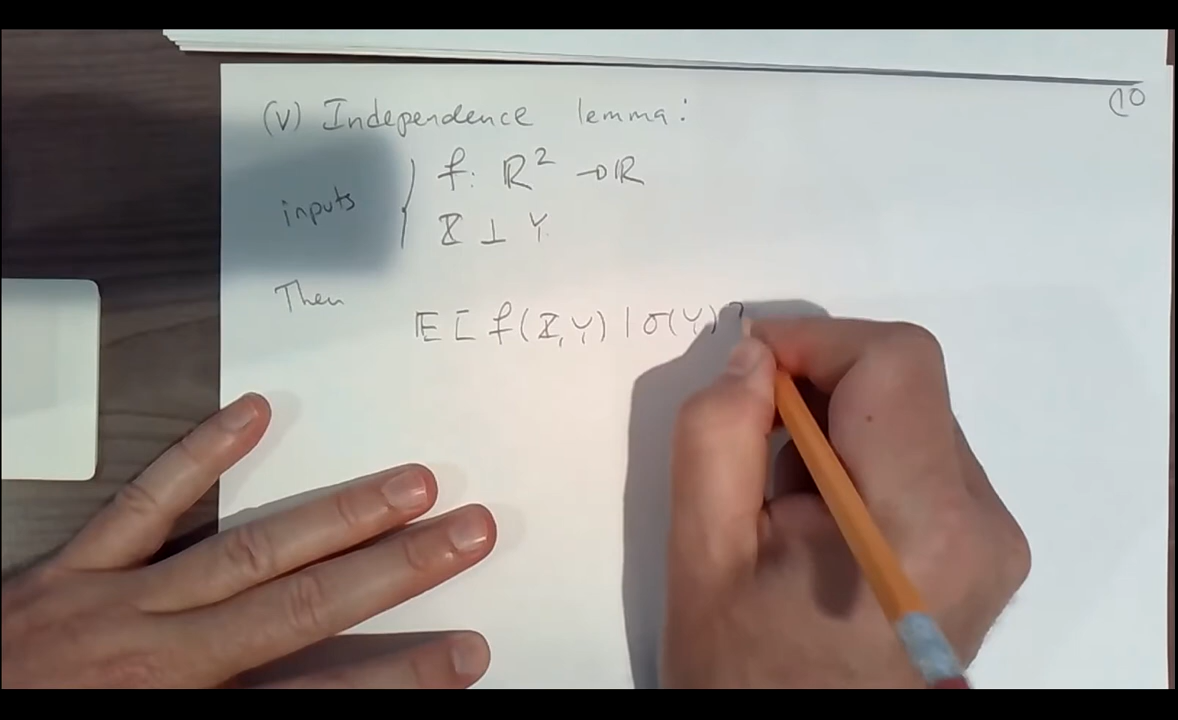 (V) Independence lemma:
10
inputs
f: ℝ² → ℝ
Z ⊥ Y
Then
𝔼[f(Z,Y) | σ(Y)]